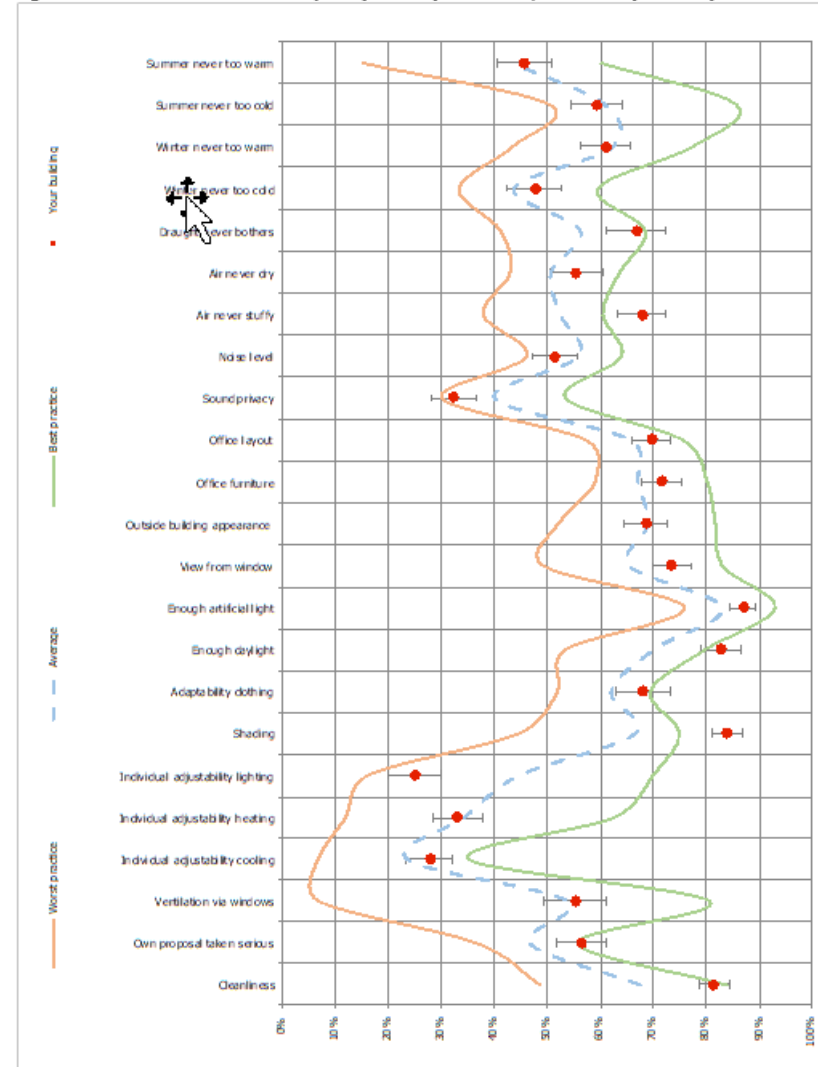 Summer never too warm
Summer never too cold
Winter never too warm
Winter never too cold
Draught never bothers
Air never dry
Air never stuffy
Noise level
Sound privacy
Office layout
Office furniture
Outside building appearance
View from window
Enough artificial light
Enough daylight
Adaptability clothing
Shading
Individual adjustability lighting
Individual adjustability heating
Individual adjustability cooling
Ventilation via windows
Own proposal taken serious
Cleanliness
0%
10%
20%
30%
40%
50%
60%
70%
80%
90%
100%
Your building
Best practice
Average
Worst practice